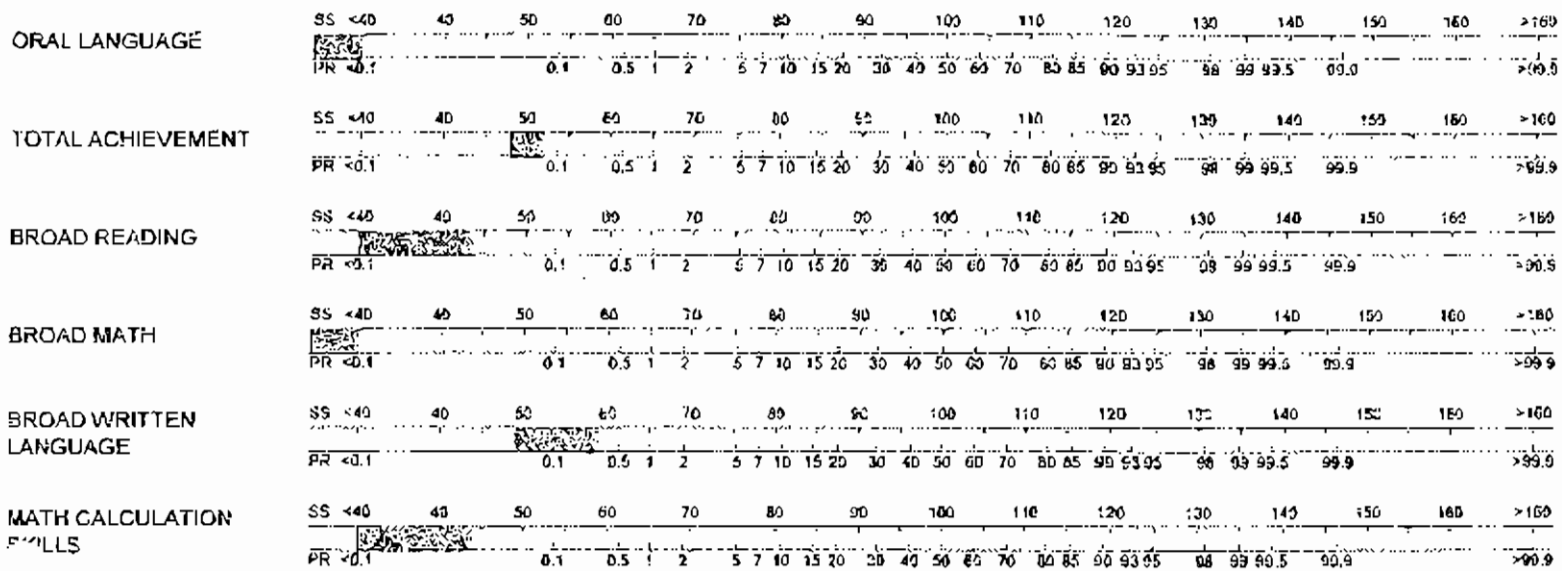 ORAL LANGUAGE
SS <40 40 50 60 70 80 90 100 110 120 130 140 150 160 >160
PR <0.1 0.1 0.5 1 2 5 7 10 15 20 30 40 50 60 70 80 85 90 93 95 98 99 99.5 99.9 >99.9
TOTAL ACHIEVEMENT
SS <40 40 50 60 70 80 90 100 110 120 130 140 150 160 >160
PR <0.1 0.1 0.5 1 2 5 7 10 15 20 30 40 50 60 70 80 85 90 93 95 98 99 99.5 99.9 >99.9
BROAD READING
SS <40 40 50 60 70 80 90 100 110 120 130 140 150 160 >160
PR <0.1 0.1 0.5 1 2 5 7 10 15 20 30 40 50 60 70 80 85 90 93 95 98 99 99.5 99.9 >99.9
BROAD MATH
SS <40 40 50 60 70 80 90 100 110 120 130 140 150 160 >160
PR <0.1 0.1 0.5 1 2 5 7 10 15 20 30 40 50 60 70 80 85 90 93 95 98 99 99.5 99.9 >99.9
BROAD WRITTEN
LANGUAGE
SS <40 40 50 60 70 80 90 100 110 120 130 140 150 160 >160
PR <0.1 0.1 0.5 1 2 5 7 10 15 20 30 40 50 60 70 80 85 90 93 95 98 99 99.5 99.9 >99.9
MATH CALCULATION
SKILLS
SS <40 40 50 60 70 80 90 100 110 120 130 140 150 160 >160
PR <0.1 0.1 0.5 1 2 5 7 10 15 20 30 40 50 60 70 80 85 90 93 95 98 99 99.5 99.9 >99.9